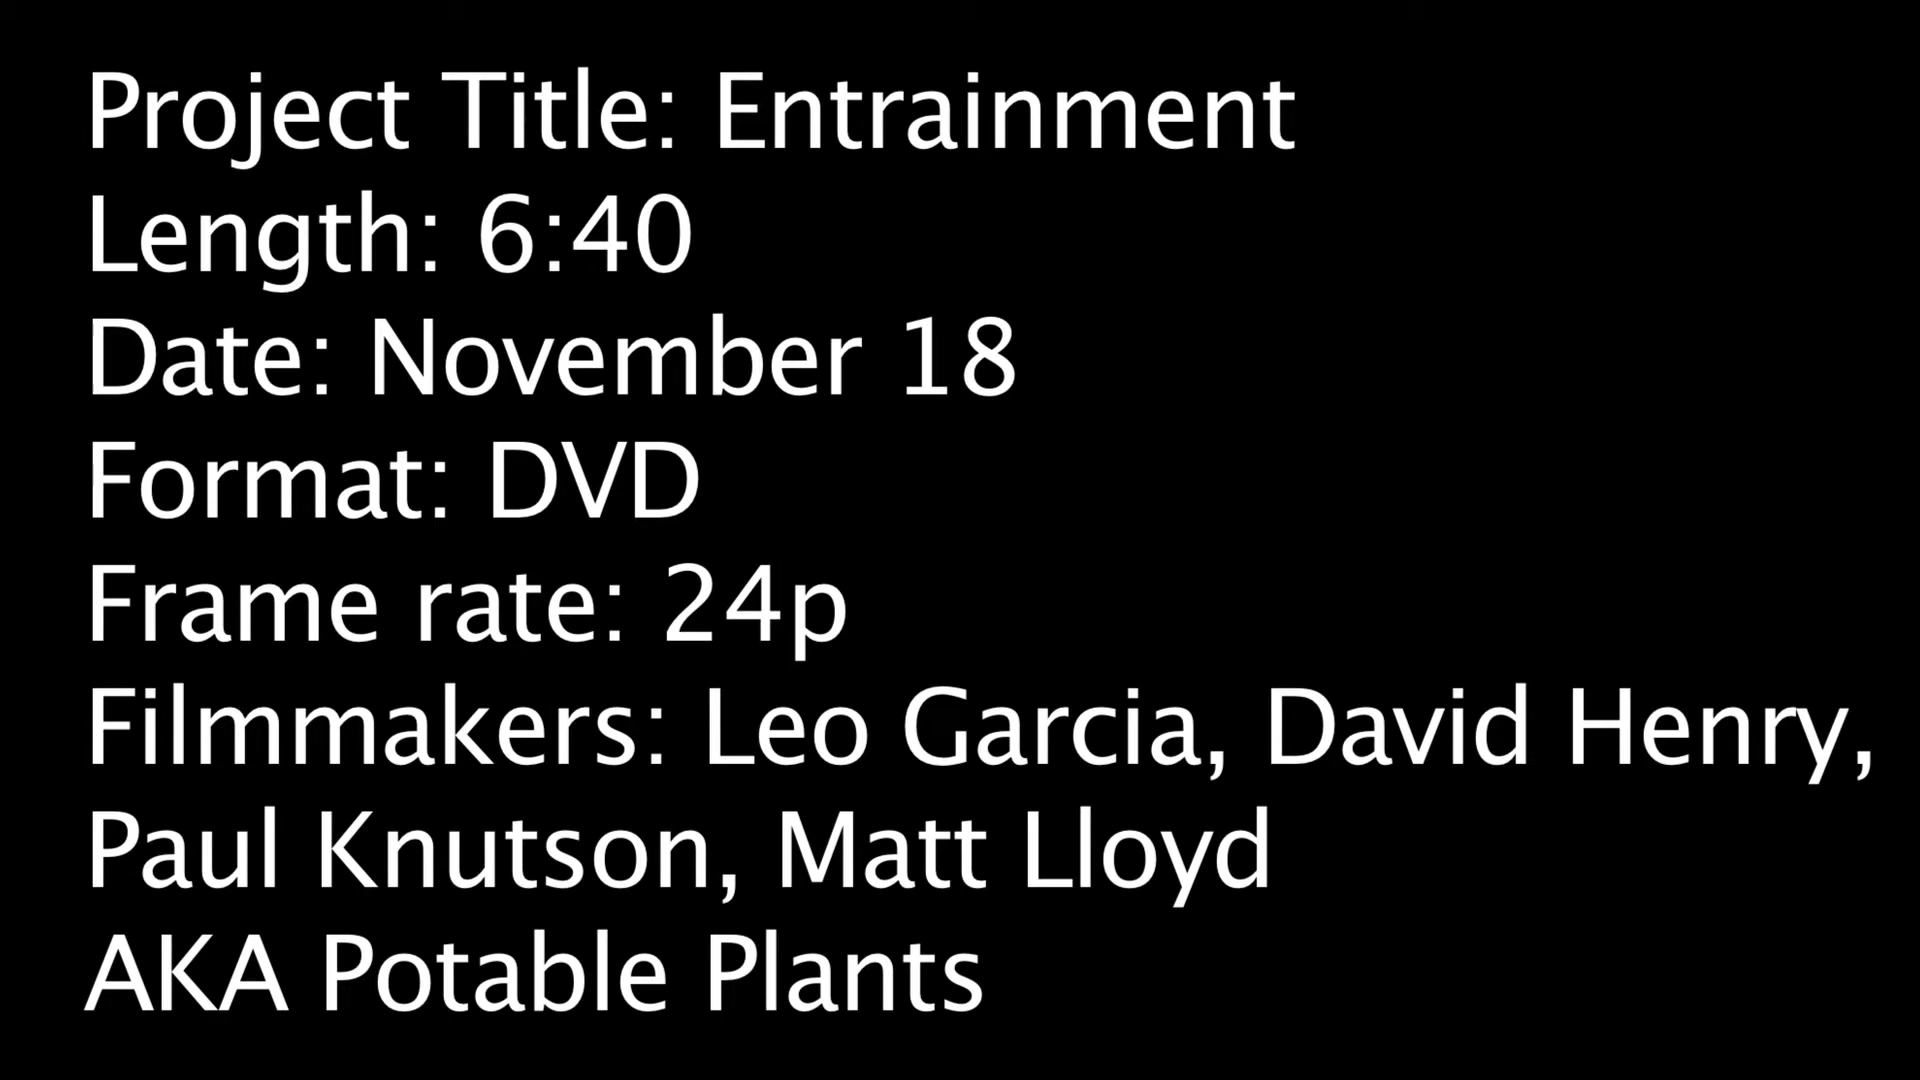 Project Title: Entrainment
Length: 6:40
Date: November 18
Format: DVD
Frame rate: 24p
Filmmakers: Leo Garcia, David Henry,
Paul Knutson, Matt Lloyd
AKA Potable Plants